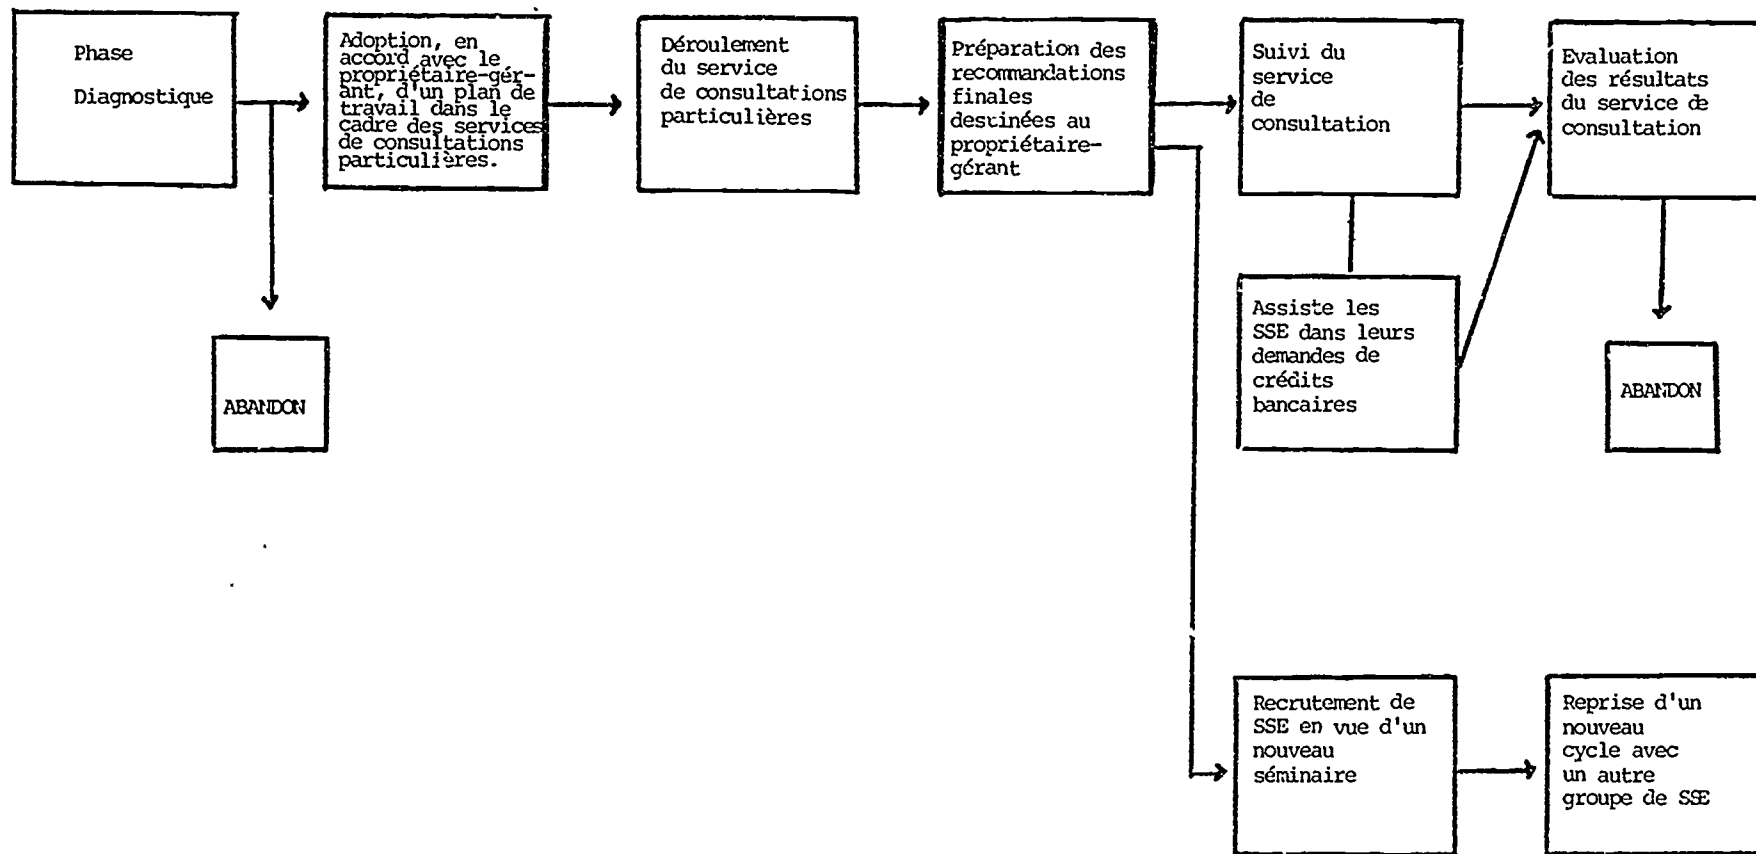 Phase
Diagnostique
Adoption, en
accord avec le
propriétaire-gér-
ant, d'un plan de
travail dans le
cadre des services
de consultations
particulières.
Déroulement
du service
de consultations
particulières
Préparation des
recommandations
finales
destinées au
propriétaire-
gérant
Suivi du
service
de
consultation
Evaluation
des résultats
du service de
consultation
ABANDON
Assiste les
SSE dans leurs
demandes de
crédits
bancaires
ABANDON
Recrutement de
SSE en vue d'un
nouveau
séminaire
Reprise d'un
nouveau
cycle avec
un autre
groupe de SSE